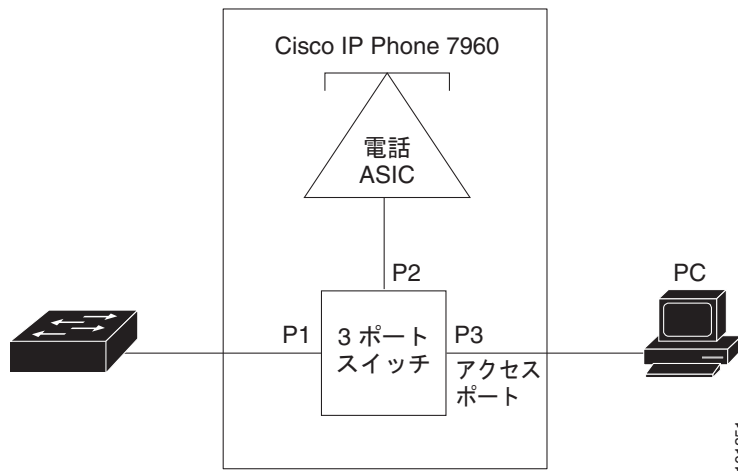 Cisco IP Phone 7960
電話
ASIC
P2
PC
P1
3 ポート
スイッチ
P3
アクセス
ポート